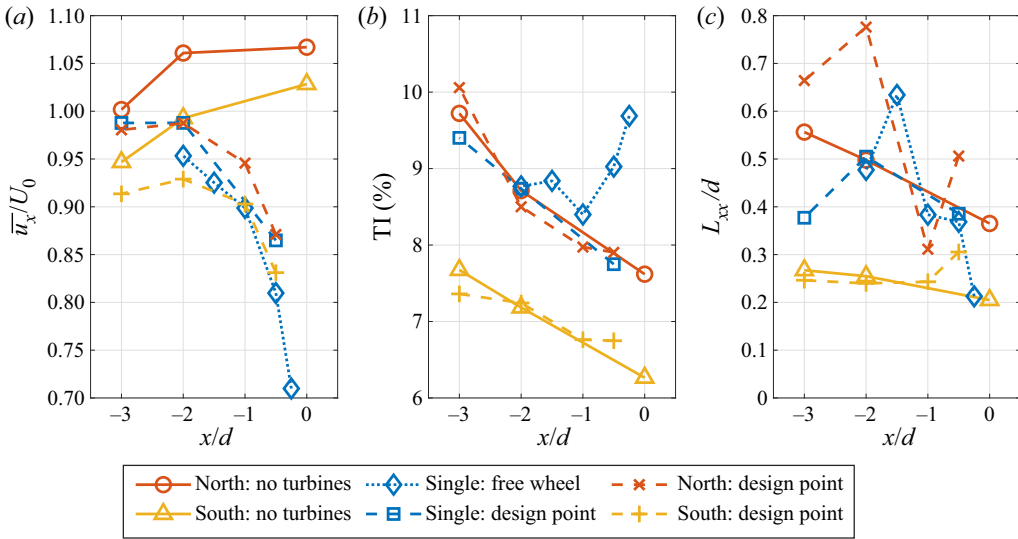 (a)
(b)
(c)
1.10
1.05
1.00
0.95
0.90
0.85
0.80
0.75
0.70
u̅ₓ/U₀
–3 –2 –1 0
x/d
11
10
9
8
7
6
TI (%)
–3 –2 –1 0
x/d
0.8
0.7
0.6
0.5
0.4
0.3
0.2
0.1
0
Lₓₓ/d
–3 –2 –1 0
x/d
North: no turbines Single: free wheel North: design point
South: no turbines Single: design point South: design point